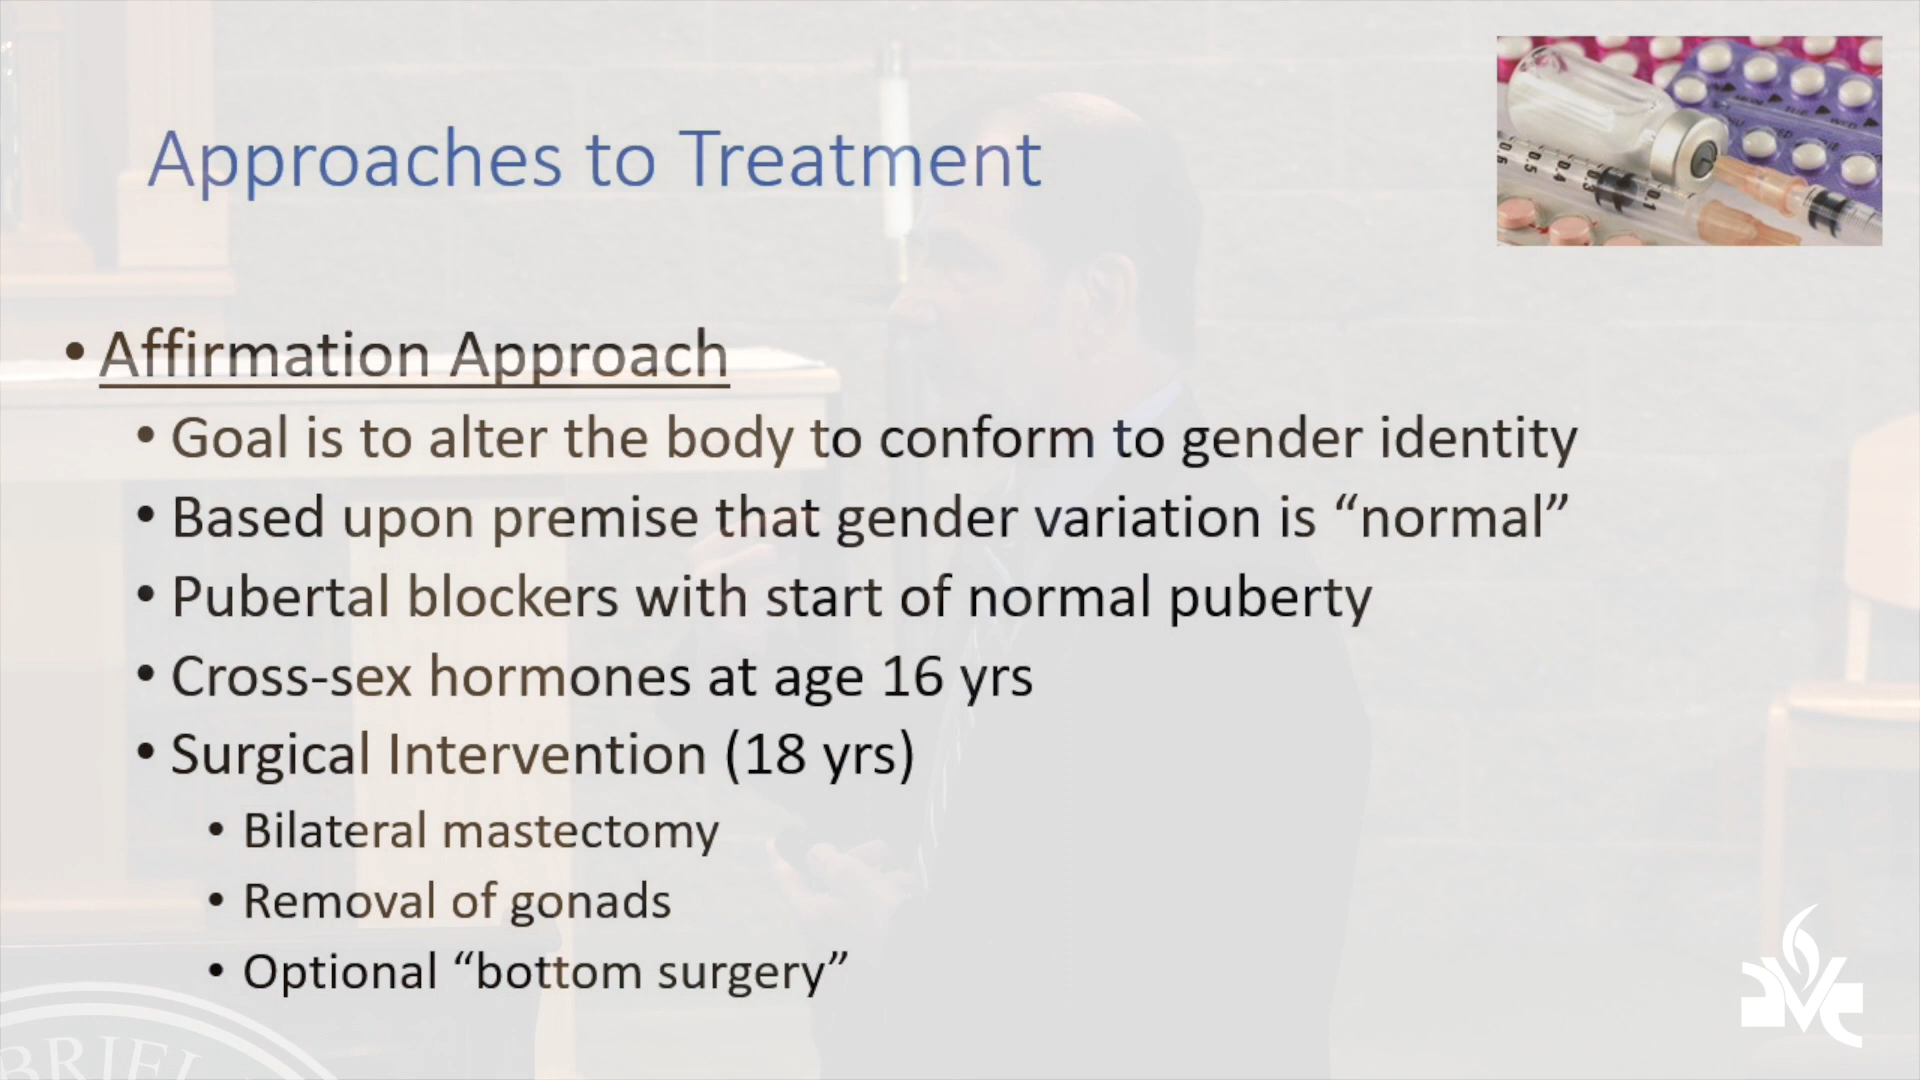 Approaches to Treatment
• Affirmation Approach
• Goal is to alter the body to conform to gender identity
• Based upon premise that gender variation is “normal”
• Pubertal blockers with start of normal puberty
• Cross-sex hormones at age 16 yrs
• Surgical Intervention (18 yrs)
• Bilateral mastectomy
• Removal of gonads
• Optional “bottom surgery”